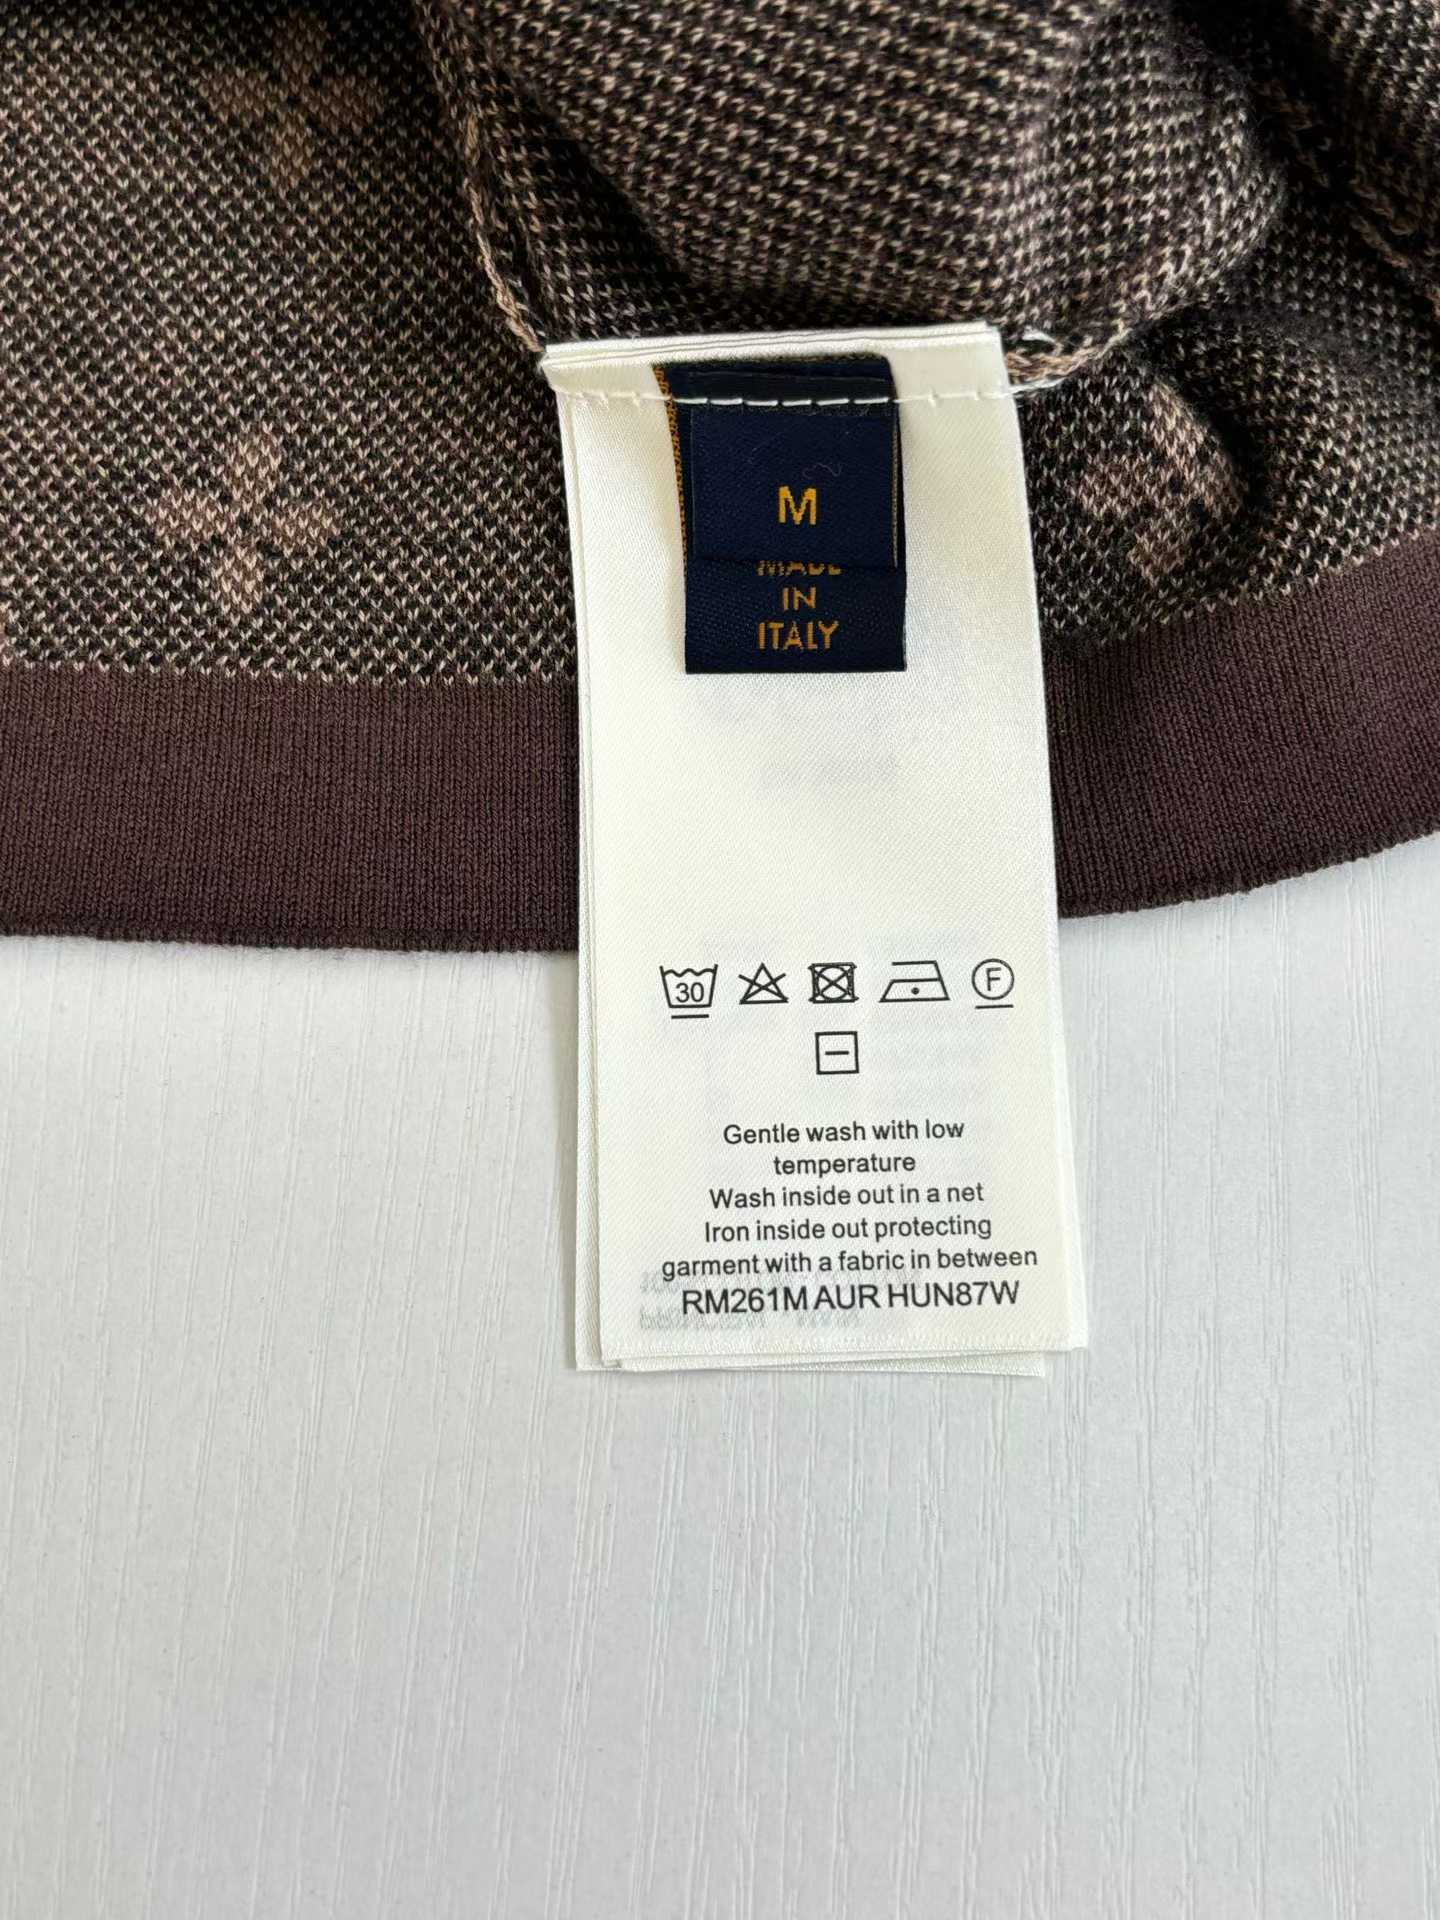 M
MADE
IN
ITALY
30
F
Gentle wash with low
temperature
Wash inside out in a net
Iron inside out protecting
garment with a fabric in between
RM261M AUR HUN87W